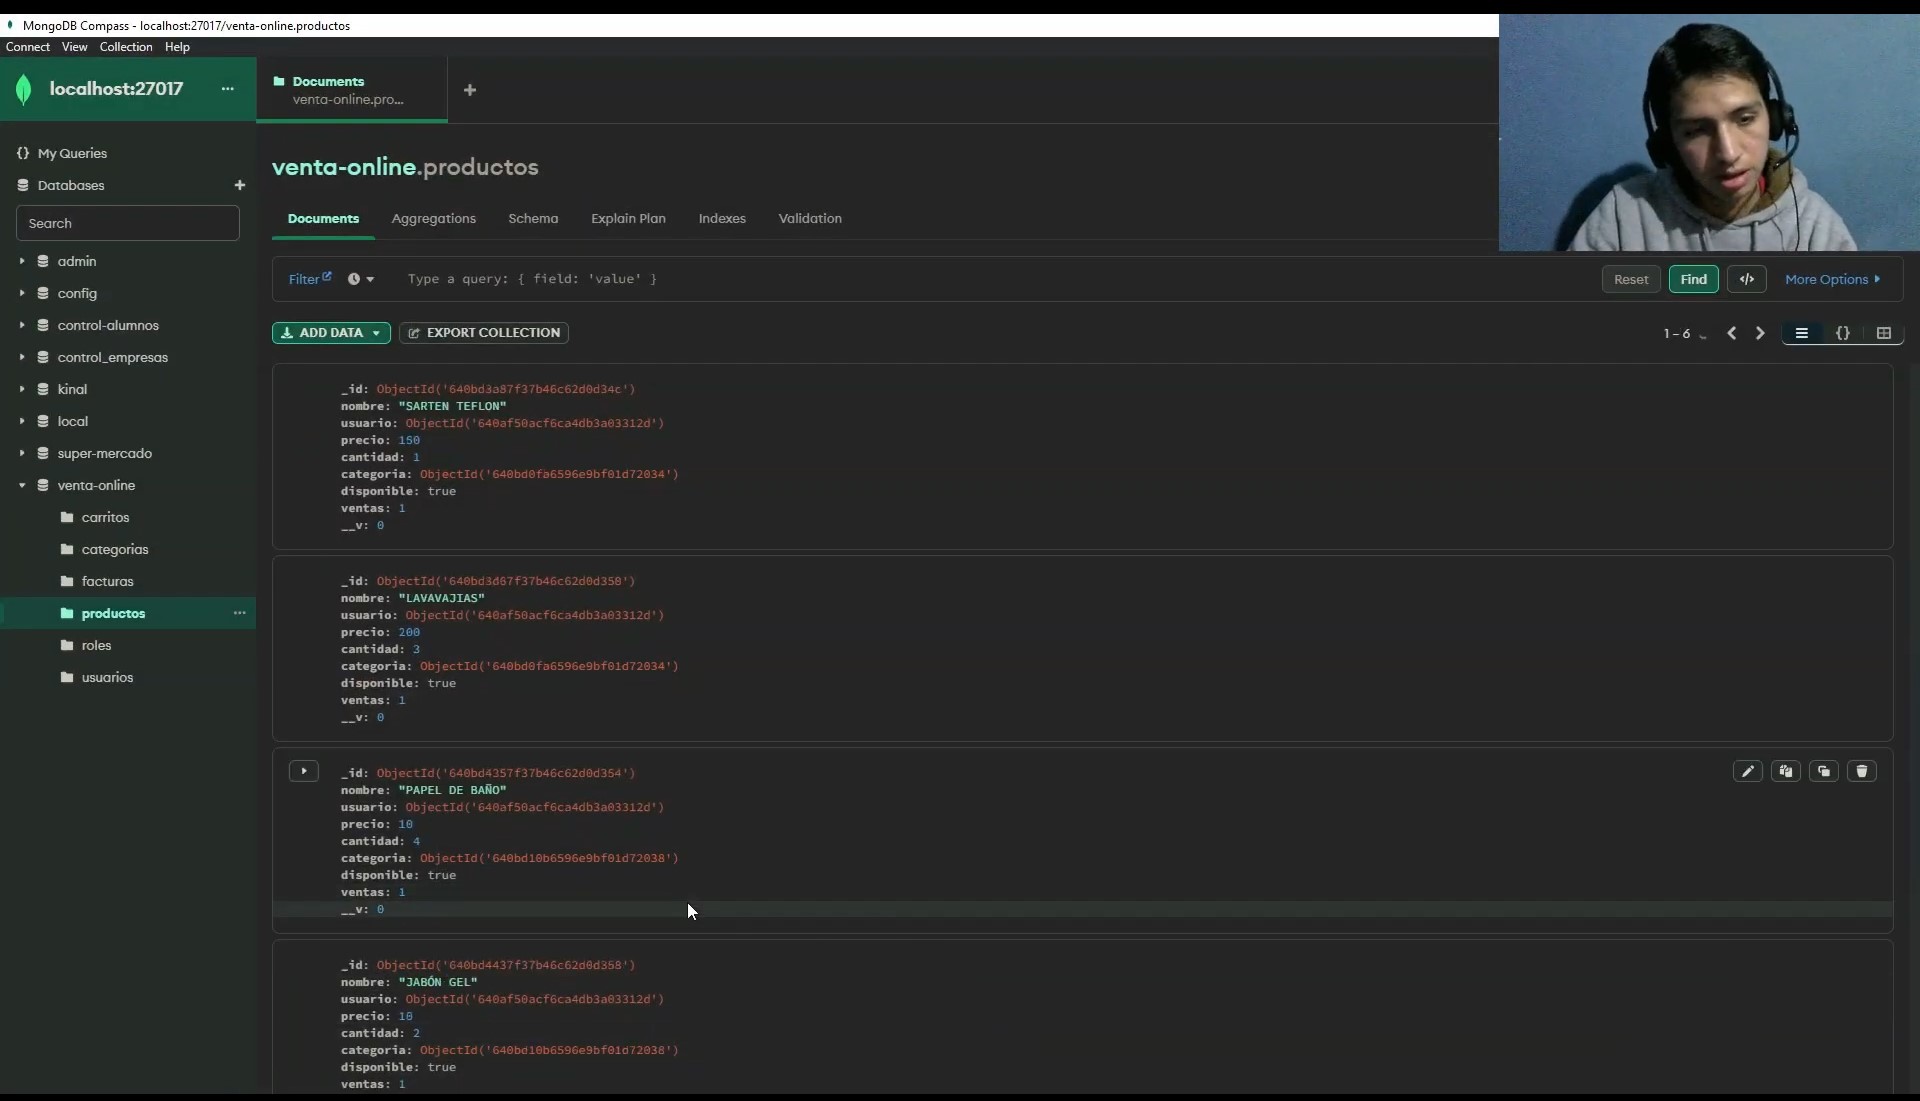 MongoDB Compass - localhost:27017/venta-online.productos
Connect View Collection Help
localhost:27017 ...
Documents
venta-online.pro...
My Queries
Databases
Search
admin
config
control-alumnos
control_empresas
kinal
local
super-mercado
venta-online
carritos
categorias
facturas
productos
roles
usuarios
venta-online.productos
Documents Aggregations Schema Explain Plan Indexes Validation
Filter Type a query: { field: 'value' } Reset Find </> More Options
ADD DATA EXPORT COLLECTION 1 – 6 {}
_id: ObjectId('640bd3a87f37b46c62d0d34c')
nombre: "SARTEN TEFLON"
usuario: ObjectId('640af50acf6ca4db3a03312d')
precio: 150
cantidad: 1
categoria: ObjectId('640bd0fa6596e9bf01d72034')
disponible: true
ventas: 1
__v: 0
_id: ObjectId('640bd3d67f37b46c62d0d350')
nombre: "LAVAVAJIAS"
usuario: ObjectId('640af50acf6ca4db3a03312d')
precio: 200
cantidad: 3
categoria: ObjectId('640bd0fa6596e9bf01d72034')
disponible: true
ventas: 1
__v: 0
_id: ObjectId('640bd4357f37b46c62d0d354')
nombre: "PAPEL DE BAÑO"
usuario: ObjectId('640af50acf6ca4db3a03312d')
precio: 10
cantidad: 4
categoria: ObjectId('640bd10b6596e9bf01d72038')
disponible: true
ventas: 1
__v: 0
_id: ObjectId('640bd4437f37b46c62d0d358')
nombre: "JABÓN GEL"
usuario: ObjectId('640af50acf6ca4db3a03312d')
precio: 10
cantidad: 2
categoria: ObjectId('640bd10b6596e9bf01d72038')
disponible: true
ventas: 1